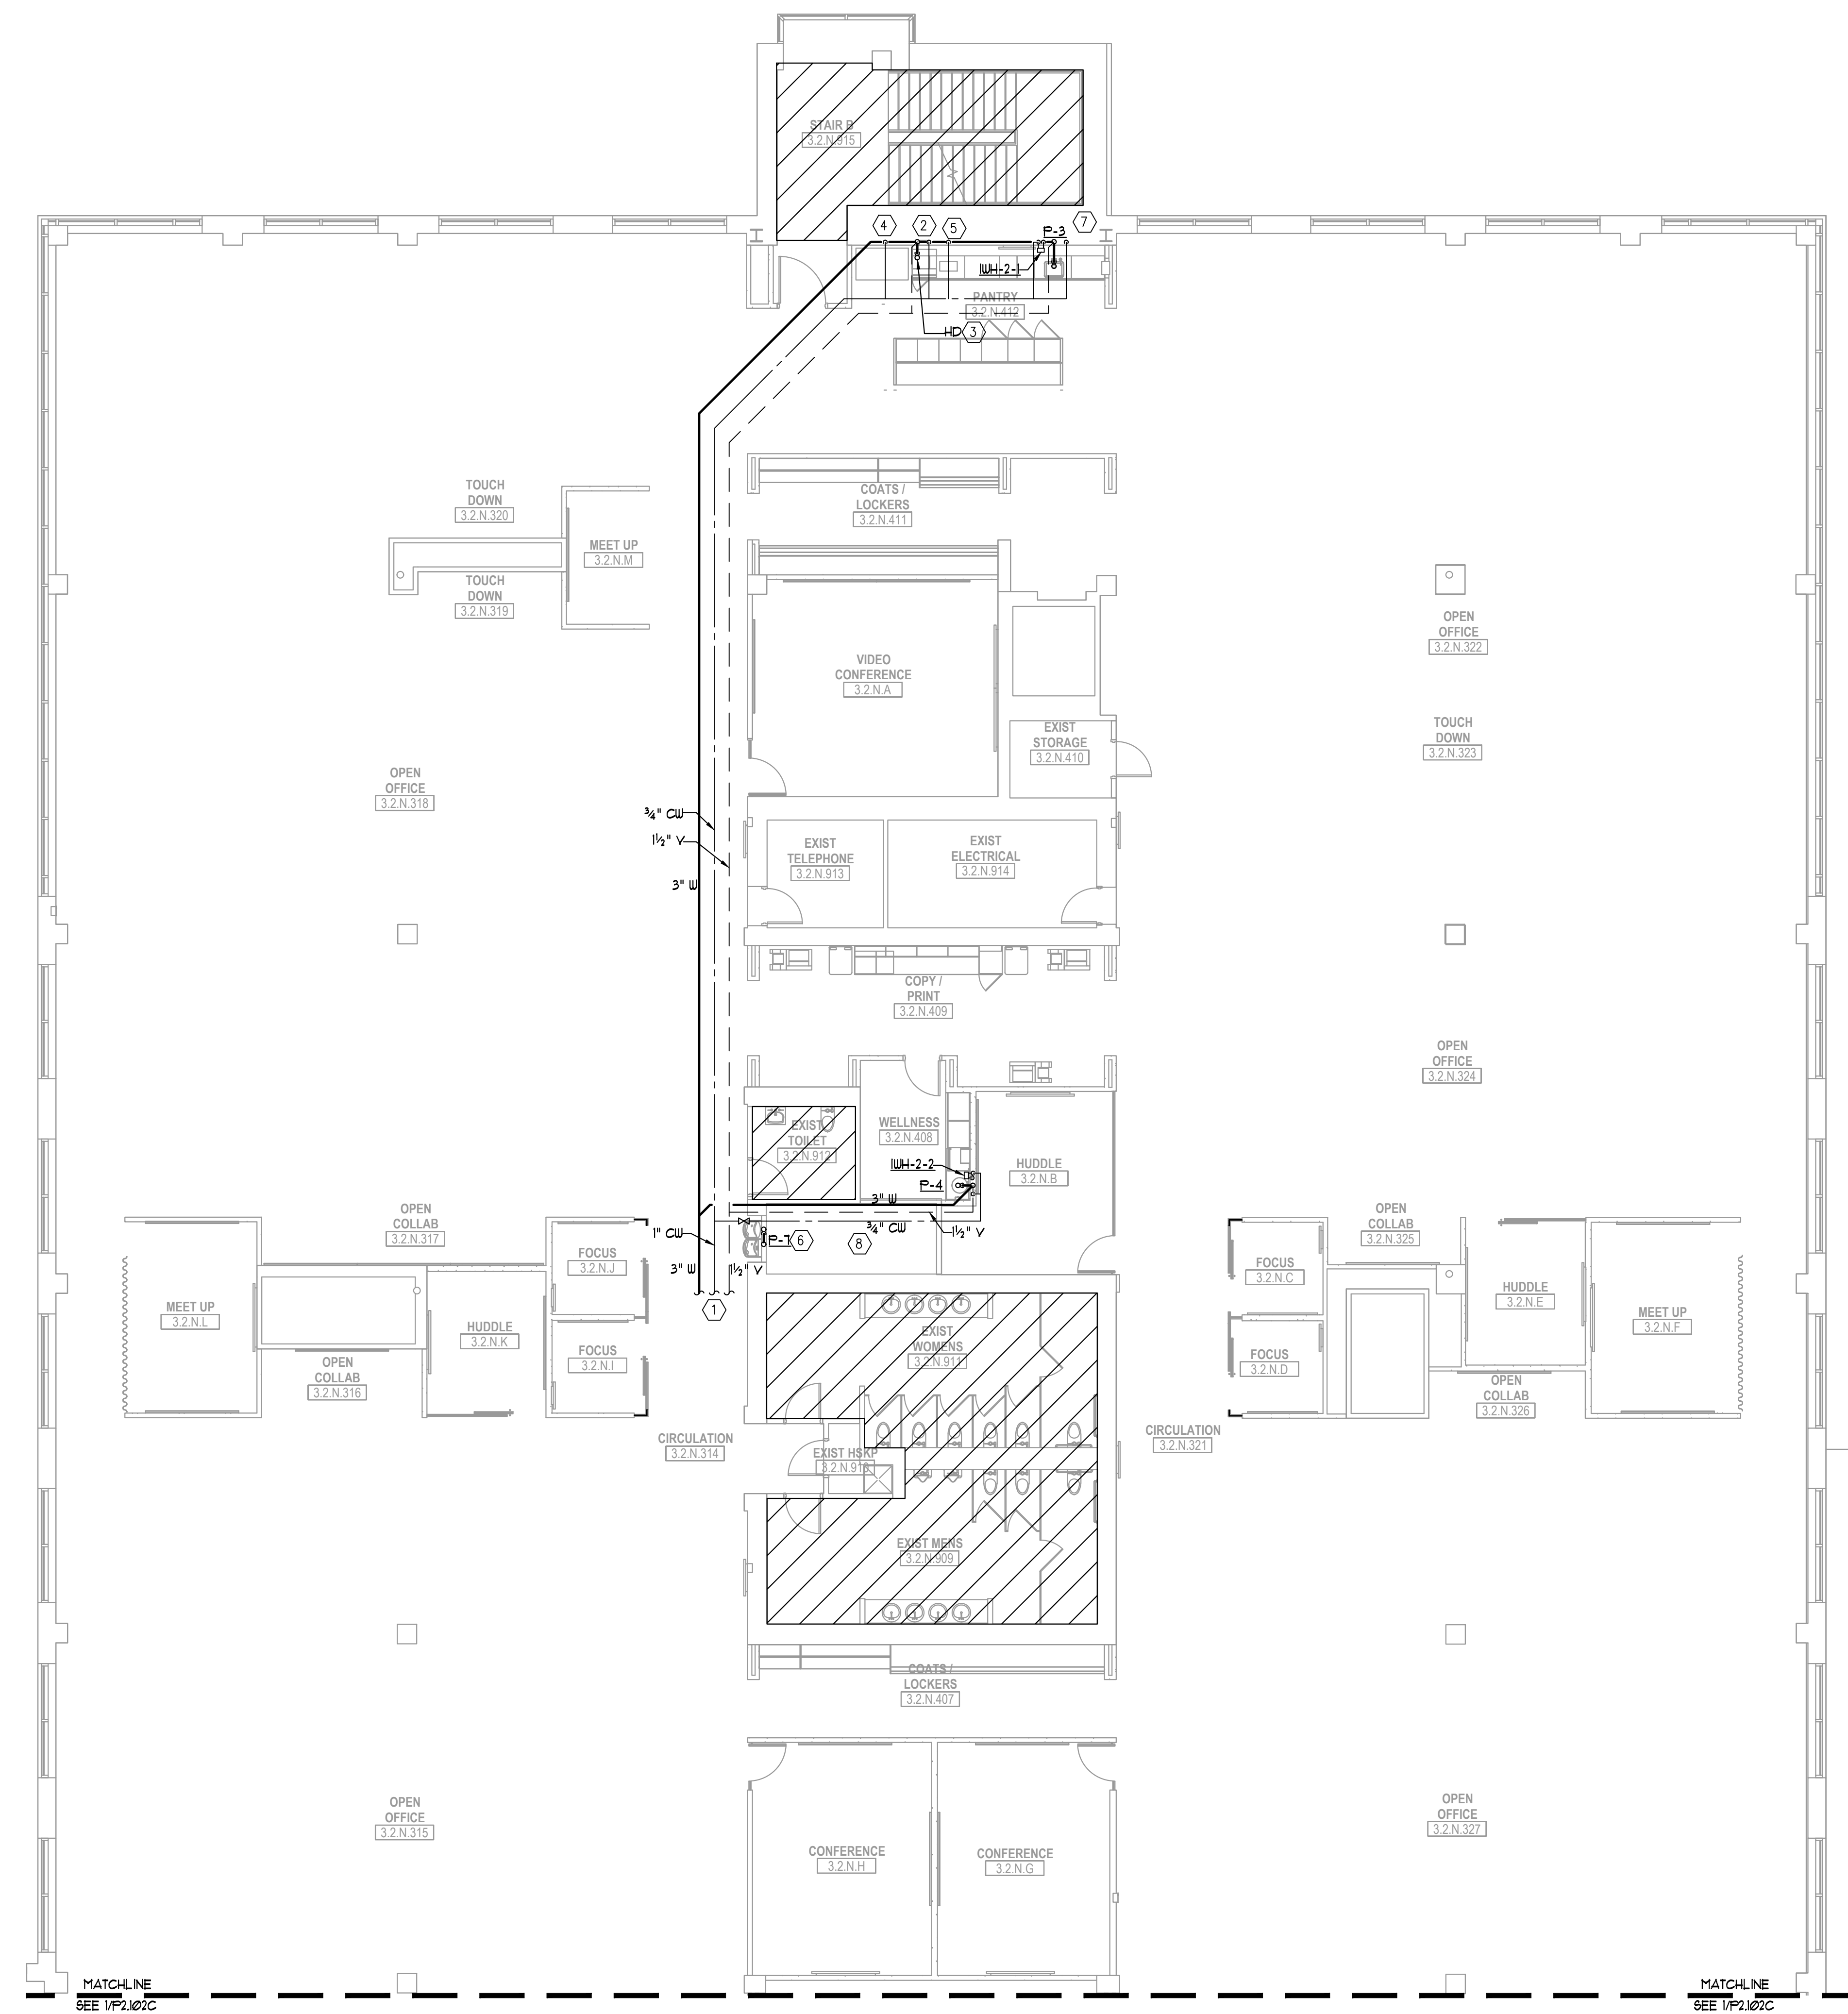 STAIR B
3.2.N.915
4
2
5
7
P-3
IWH-2-1
PANTRY
3.2.N.412
HD
3
TOUCH
DOWN
3.2.N.320
MEET UP
3.2.N.M
TOUCH
DOWN
3.2.N.319
COATS /
LOCKERS
3.2.N.411
OPEN
OFFICE
3.2.N.322
VIDEO
CONFERENCE
3.2.N.A
EXIST
STORAGE
3.2.N.410
TOUCH
DOWN
3.2.N.323
OPEN
OFFICE
3.2.N.318
3/4" CW
1 1/2" V
3" W
EXIST
TELEPHONE
3.2.N.913
EXIST
ELECTRICAL
3.2.N.914
COPY /
PRINT
3.2.N.409
OPEN
OFFICE
3.2.N.324
EXIST
TOILET
3.2.N.912
WELLNESS
3.2.N.408
IWH-2-2
P-4
HUDDLE
3.2.N.B
3" W
3/4" CW
1 1/2" V
1" CW
P-7
6
8
3" W
1 1/2" V
1
OPEN
COLLAB
3.2.N.317
FOCUS
3.2.N.J
MEET UP
3.2.N.L
HUDDLE
3.2.N.K
FOCUS
3.2.N.I
OPEN
COLLAB
3.2.N.316
OPEN
COLLAB
3.2.N.325
FOCUS
3.2.N.C
HUDDLE
3.2.N.E
MEET UP
3.2.N.F
FOCUS
3.2.N.D
OPEN
COLLAB
3.2.N.326
EXIST
WOMENS
3.2.N.911
CIRCULATION
3.2.N.314
EXIST HSKP
CIRCULATION
3.2.N.321
EXIST MENS
3.2.N.909
COATS /
LOCKERS
3.2.N.407
OPEN
OFFICE
3.2.N.315
CONFERENCE
3.2.N.H
CONFERENCE
3.2.N.G
OPEN
OFFICE
3.2.N.327
MATCHLINE
SEE 1/P2.102C
MATCHLINE
SEE 1/P2.102C